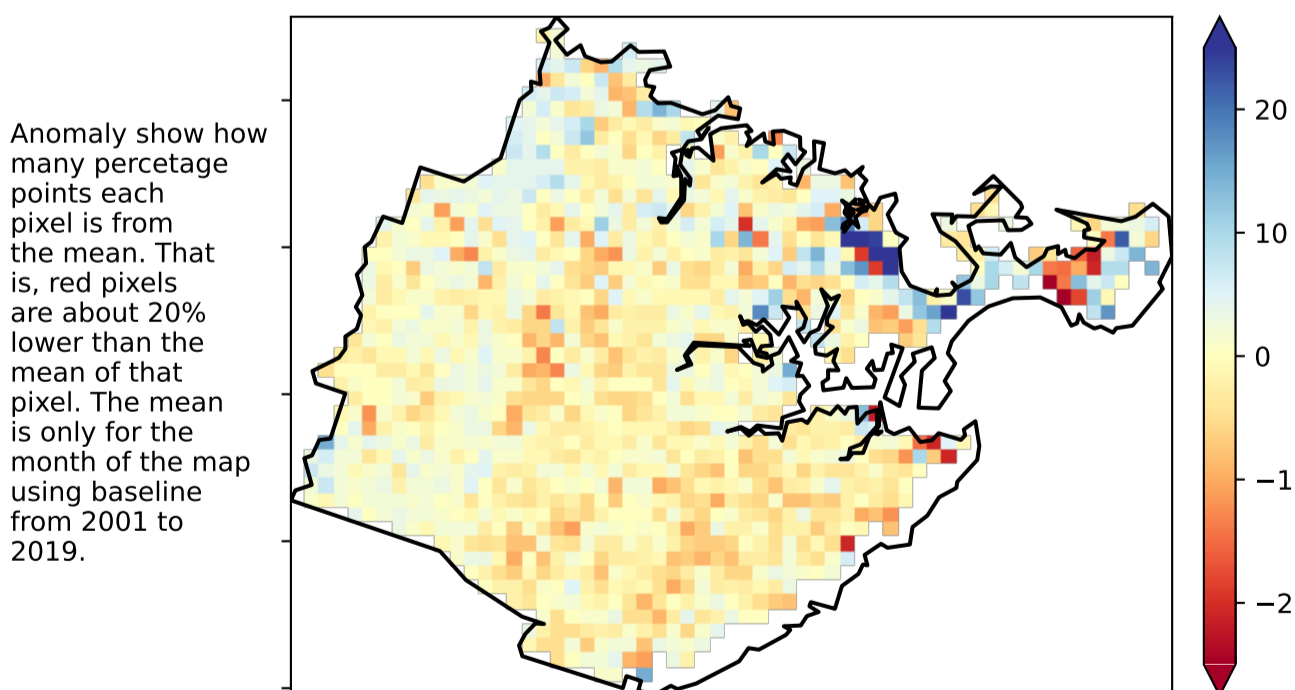 Anomaly show how
many percetage
points each
pixel is from
the mean. That
is, red pixels
are about 20%
lower than the
mean of that
pixel. The mean
is only for the
month of the map
using baseline
from 2001 to
2019.
20
10
0
−1
−2